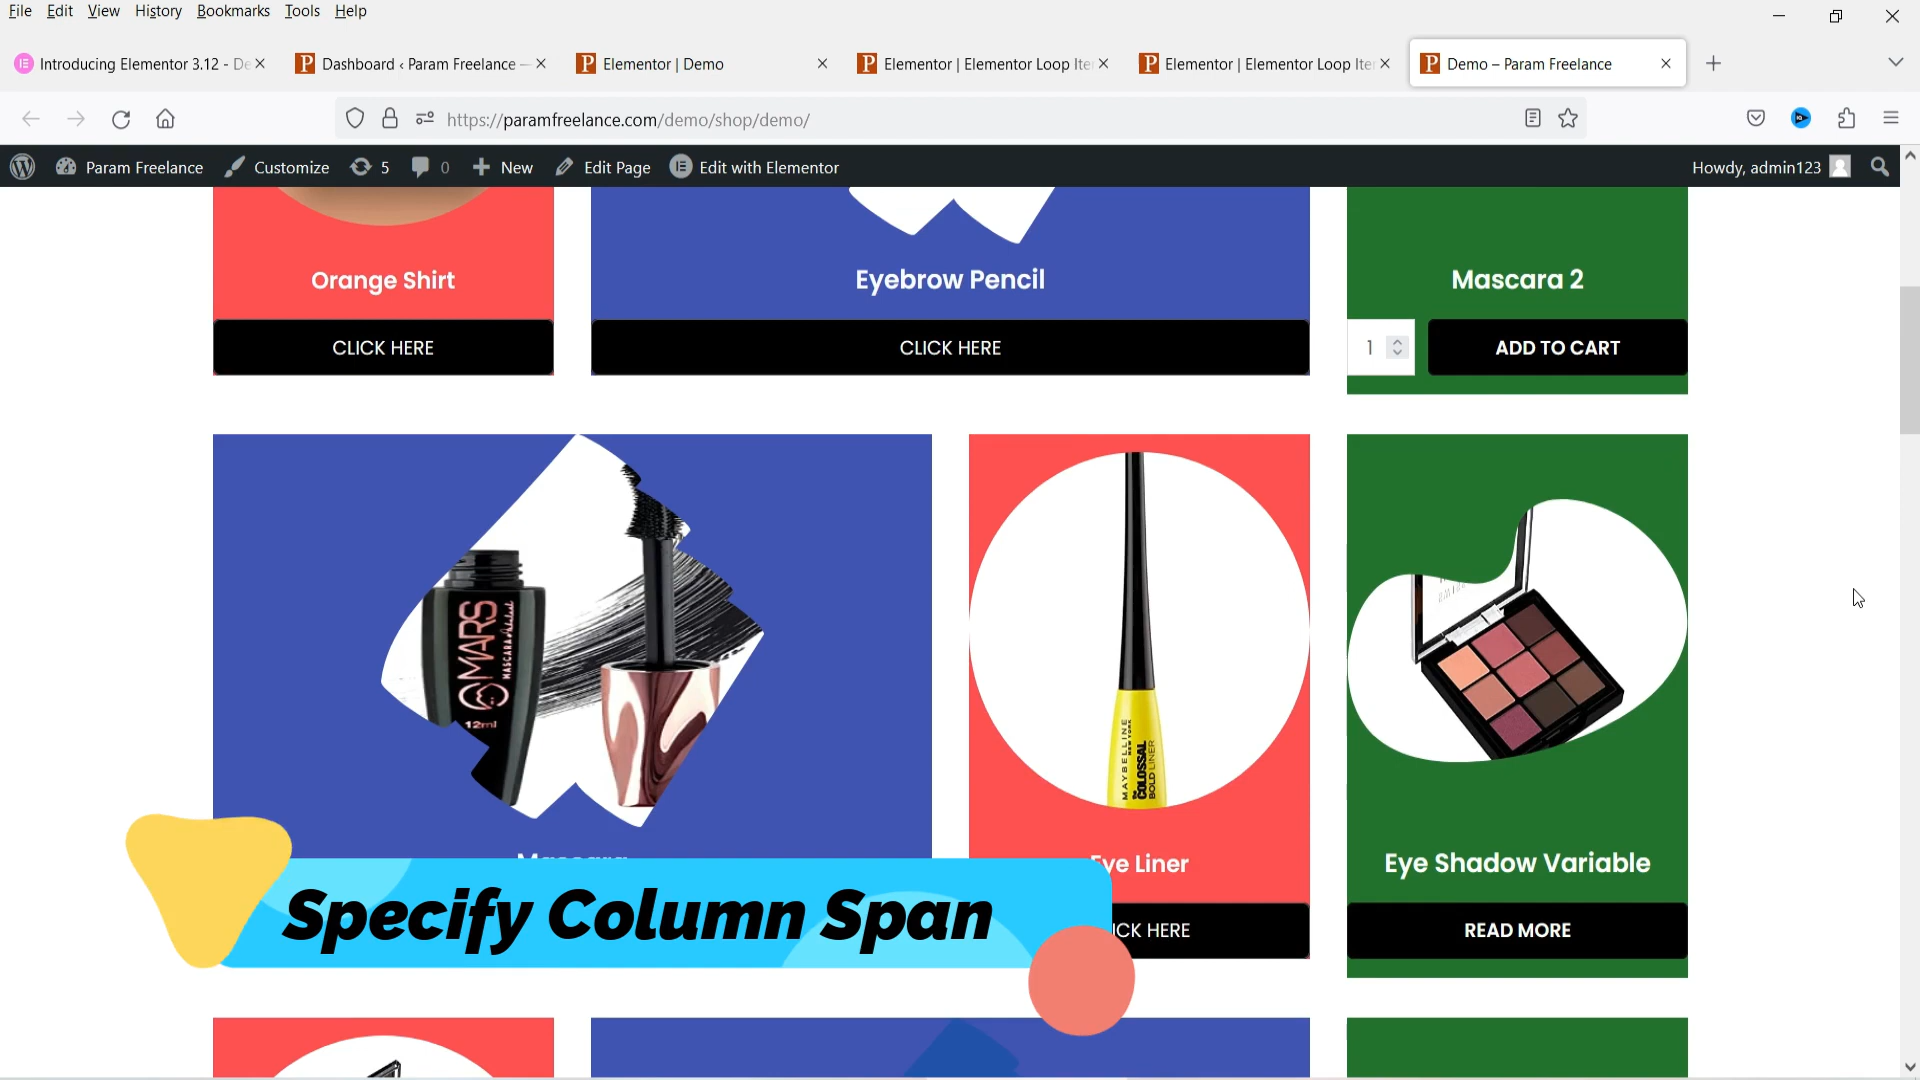 File Edit View History Bookmarks Tools Help
Introducing Elementor 3.12 - De
Dashboard ‹ Param Freelance —
Elementor | Demo
Elementor | Elementor Loop Ite
Elementor | Elementor Loop Ite
Demo – Param Freelance
https://paramfreelance.com/demo/shop/demo/
Param Freelance Customize 5 0 New Edit Page Edit with Elementor Howdy, admin123
Orange Shirt Eyebrow Pencil Mascara 2
CLICK HERE CLICK HERE 1 ADD TO CART
MARS
MASCARA
12ml
MAYBELLINE
NEW YORK
the COLOSSAL
BOLD LINER
Eye Liner Eye Shadow Variable
Specify Column Span
ICK HERE READ MORE